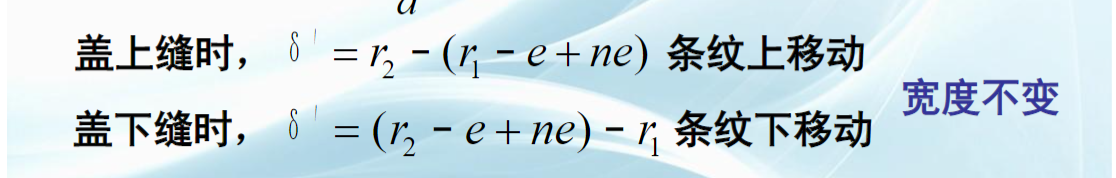 d
盖上缝时， δ ′ = r₂ − (r₁ − e + ne) 条纹上移动
宽度不变
盖下缝时， δ ′ = (r₂ − e + ne) − r₁ 条纹下移动